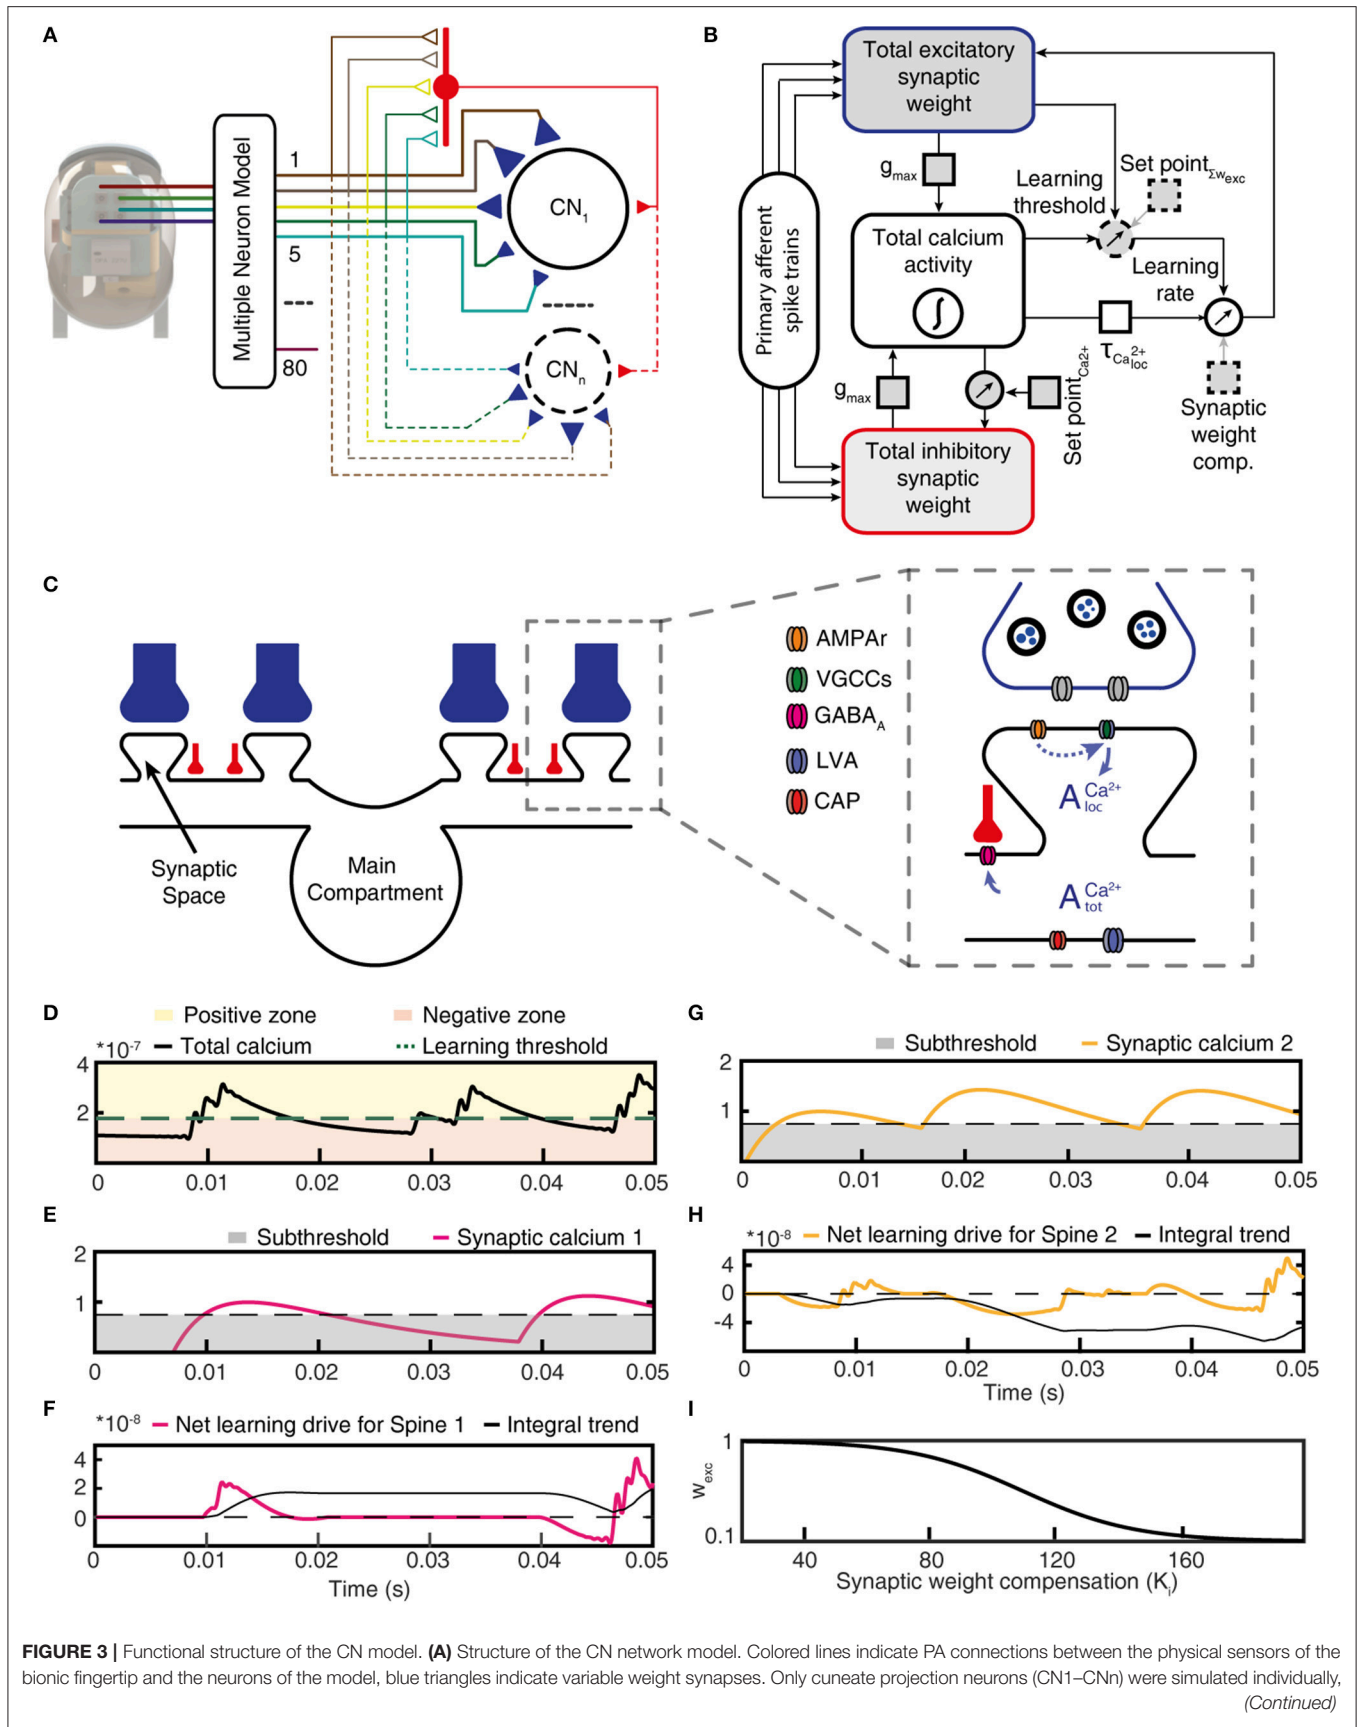 A
Multiple Neuron Model
1
5
80
CN1
CNn
B
Total excitatory
synaptic
weight
gmax
Set pointΣwexc
Learning
threshold
Primary afferent
spike trains
Total calcium
activity
∫
Learning
rate
τCa2+loc
gmax
Set pointCa2+
Synaptic
weight
comp.
Total inhibitory
synaptic
weight
C
Synaptic
Space
Main
Compartment
AMPAr
VGCCs
GABAA
LVA
CAP
A Ca2+
loc
A Ca2+
tot
D
Positive zone Negative zone
*10-7 Total calcium Learning threshold
4
2
0 0.01 0.02 0.03 0.04 0.05
E
Subthreshold Synaptic calcium 1
2
1
0 0.01 0.02 0.03 0.04 0.05
F
*10-8 Net learning drive for Spine 1 Integral trend
4
2
0
0 0.01 0.02 0.03 0.04 0.05
Time (s)
G
Subthreshold Synaptic calcium 2
2
1
0 0.01 0.02 0.03 0.04 0.05
H
*10-8 Net learning drive for Spine 2 Integral trend
4
0
-4
0 0.01 0.02 0.03 0.04 0.05
Time (s)
I
1
wexc
0.1
40 80 120 160
Synaptic weight compensation (Ki)
FIGURE 3 | Functional structure of the CN model. (A) Structure of the CN network model. Colored lines indicate PA connections between the physical sensors of the
bionic fingertip and the neurons of the model, blue triangles indicate variable weight synapses. Only cuneate projection neurons (CN1–CNn) were simulated individually,
(Continued)